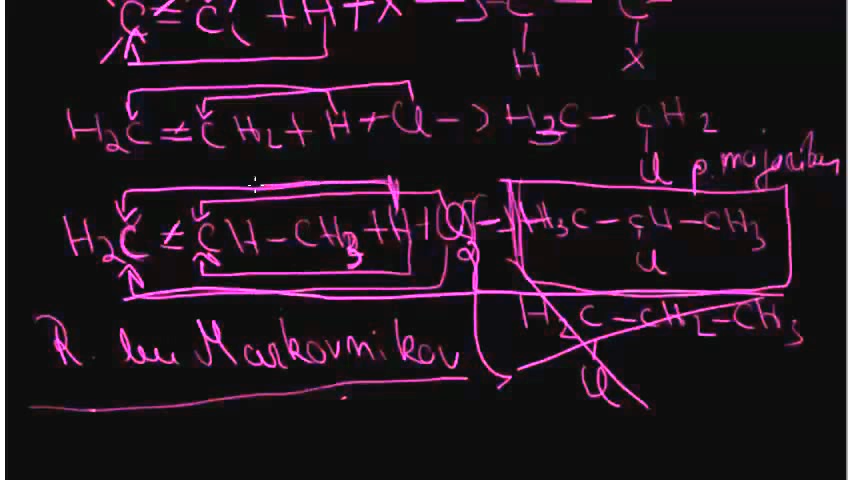 C = C + H + X → C – C
H X
H2C = CH2 + H + Cl → H3C – CH2
Cl p. majoritar
H2C = CH – CH3 + H + Cl → H3C – CH – CH3
Cl
H2C – CH2 – CH3
Cl
R. lui Markovnikov